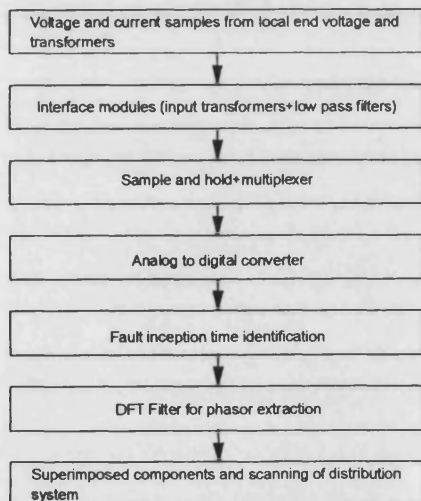 Voltage and current samples from local end voltage and
transformers
Interface modules (input transformers+low pass filters)
Sample and hold+multiplexer
Analog to digital converter
Fault inception time identification
DFT Filter for phasor extraction
Superimposed components and scanning of distribution
system